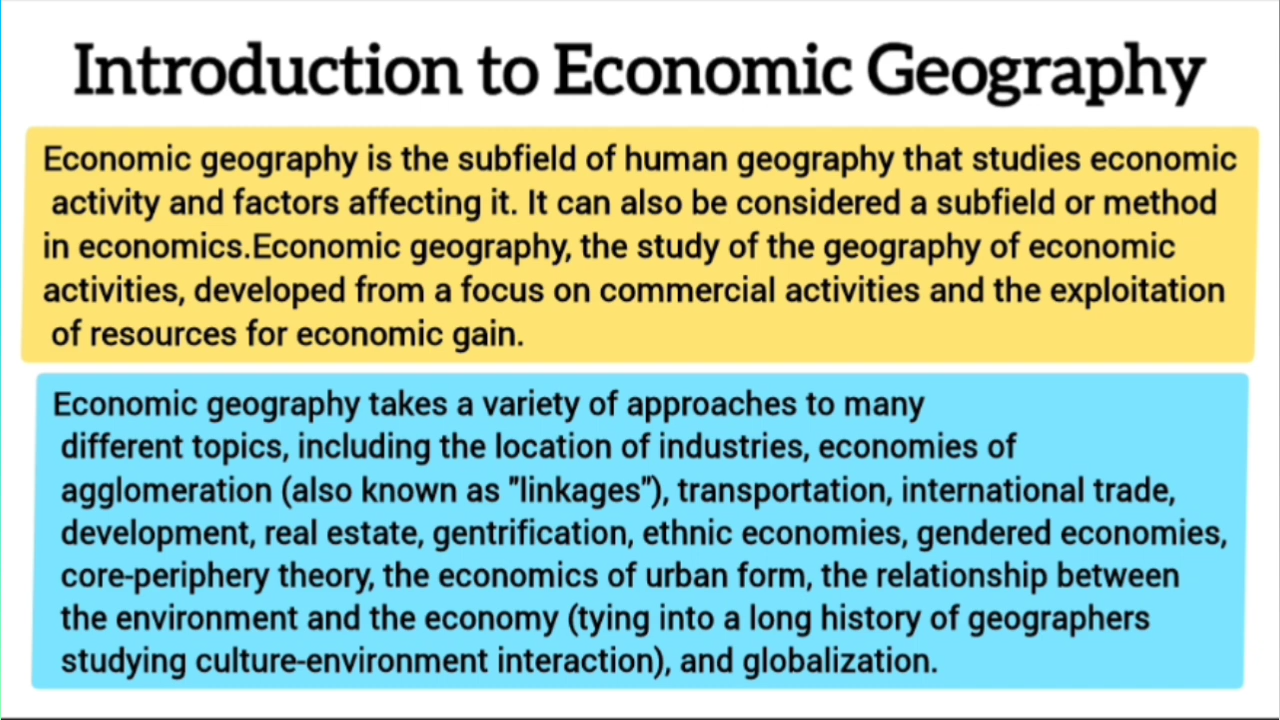 Introduction to Economic Geography
Economic geography is the subfield of human geography that studies economic
activity and factors affecting it. It can also be considered a subfield or method
in economics.Economic geography, the study of the geography of economic
activities, developed from a focus on commercial activities and the exploitation
of resources for economic gain.
Economic geography takes a variety of approaches to many
different topics, including the location of industries, economies of
agglomeration (also known as "linkages"), transportation, international trade,
development, real estate, gentrification, ethnic economies, gendered economies,
core-periphery theory, the economics of urban form, the relationship between
the environment and the economy (tying into a long history of geographers
studying culture-environment interaction), and globalization.